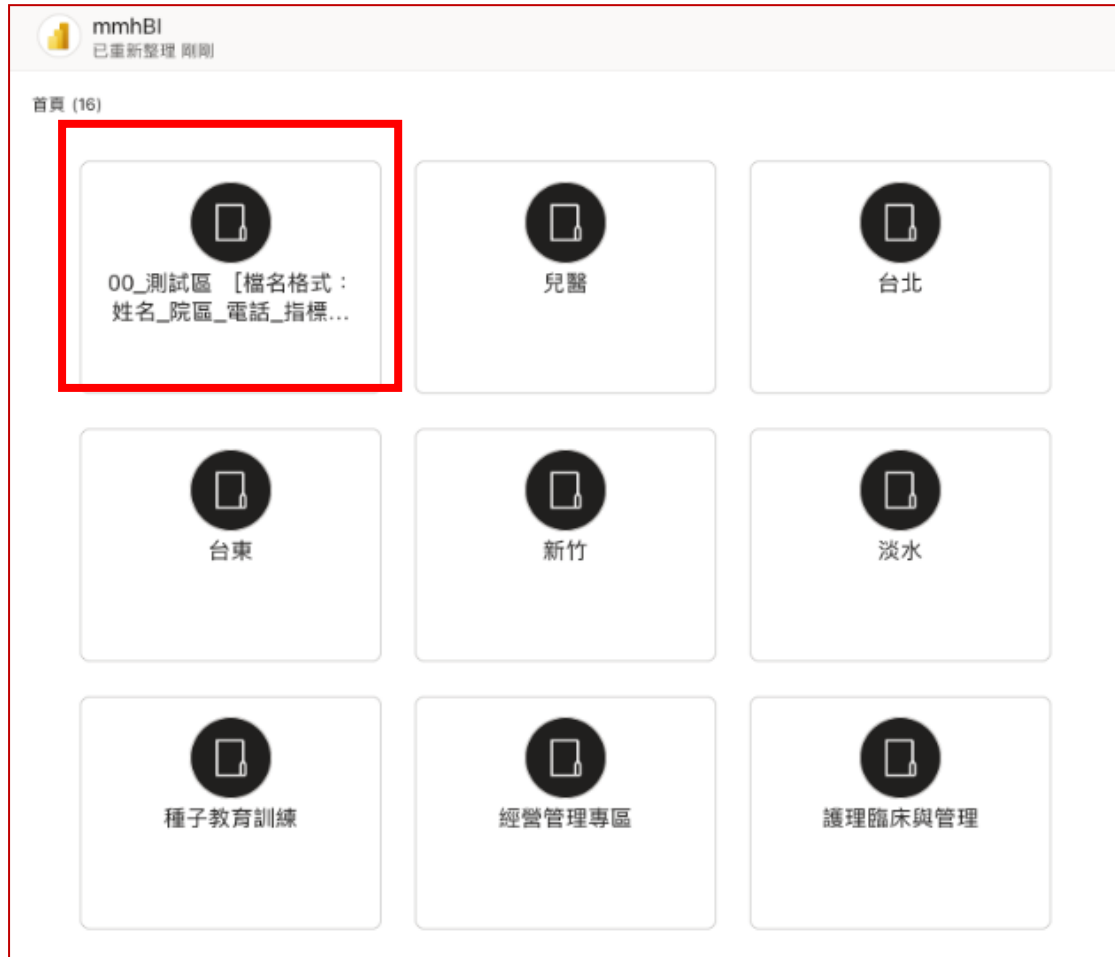 mmhBI
已重新整理 剛剛
首頁 (16)
00_測試區 [檔名格式：
姓名_院區_電話_指標...
兒醫
台北
台東
新竹
淡水
種子教育訓練
經營管理專區
護理臨床與管理